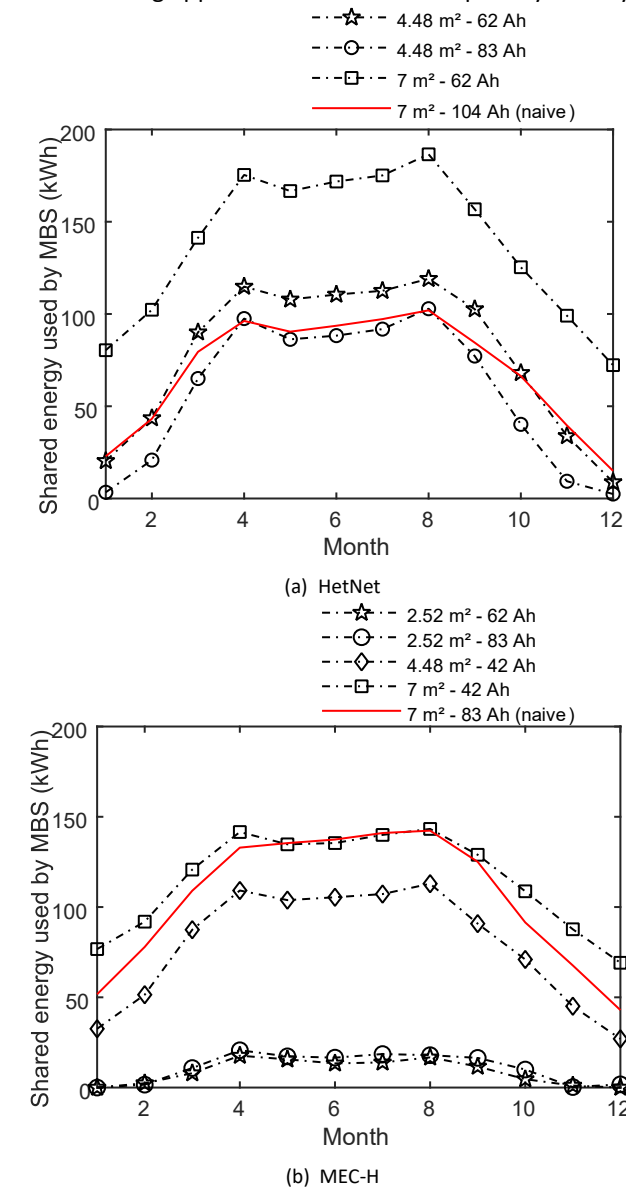 4.48 m² - 62 Ah
4.48 m² - 83 Ah
7 m² - 62 Ah
7 m² - 104 Ah (naive)
Shared energy used by MBS (kWh)
200
150
100
50
0
2
4
6
8
10
12
Month
(a) HetNet
2.52 m² - 62 Ah
2.52 m² - 83 Ah
4.48 m² - 42 Ah
7 m² - 42 Ah
7 m² - 83 Ah (naive)
Shared energy used by MBS (kWh)
200
150
100
50
0
2
4
6
8
10
12
Month
(b) MEC-H